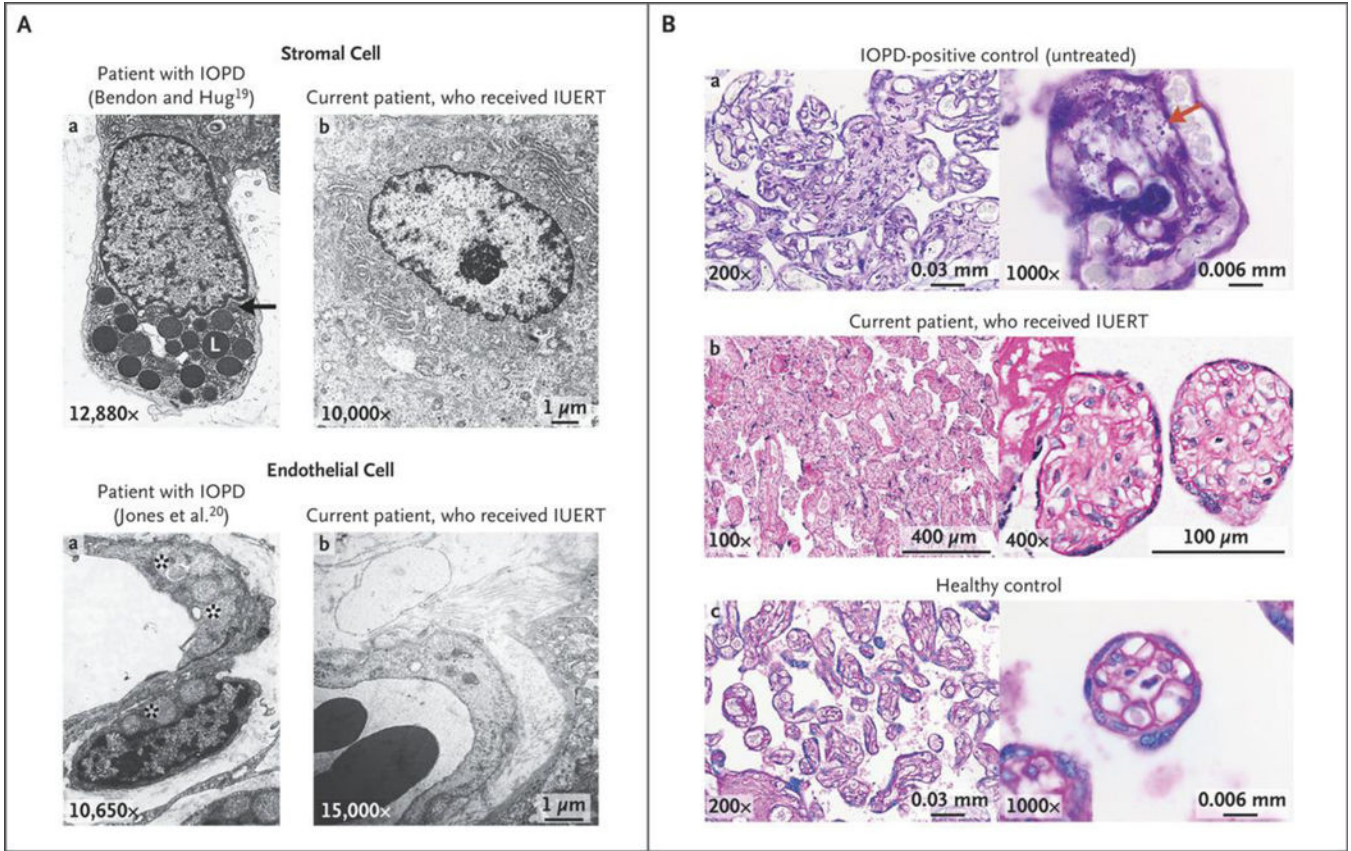 A
Stromal Cell
Patient with IOPD
(Bendon and Hug19)
Current patient, who received IUERT
a
L
12,880×
b
10,000×
1 µm
Endothelial Cell
Patient with IOPD
(Jones et al.20)
Current patient, who received IUERT
a
*
*
*
10,650×
b
15,000×
1 µm
B
IOPD-positive control (untreated)
a
200×
0.03 mm
1000×
0.006 mm
Current patient, who received IUERT
b
100×
400 µm
400×
100 µm
Healthy control
c
200×
0.03 mm
1000×
0.006 mm